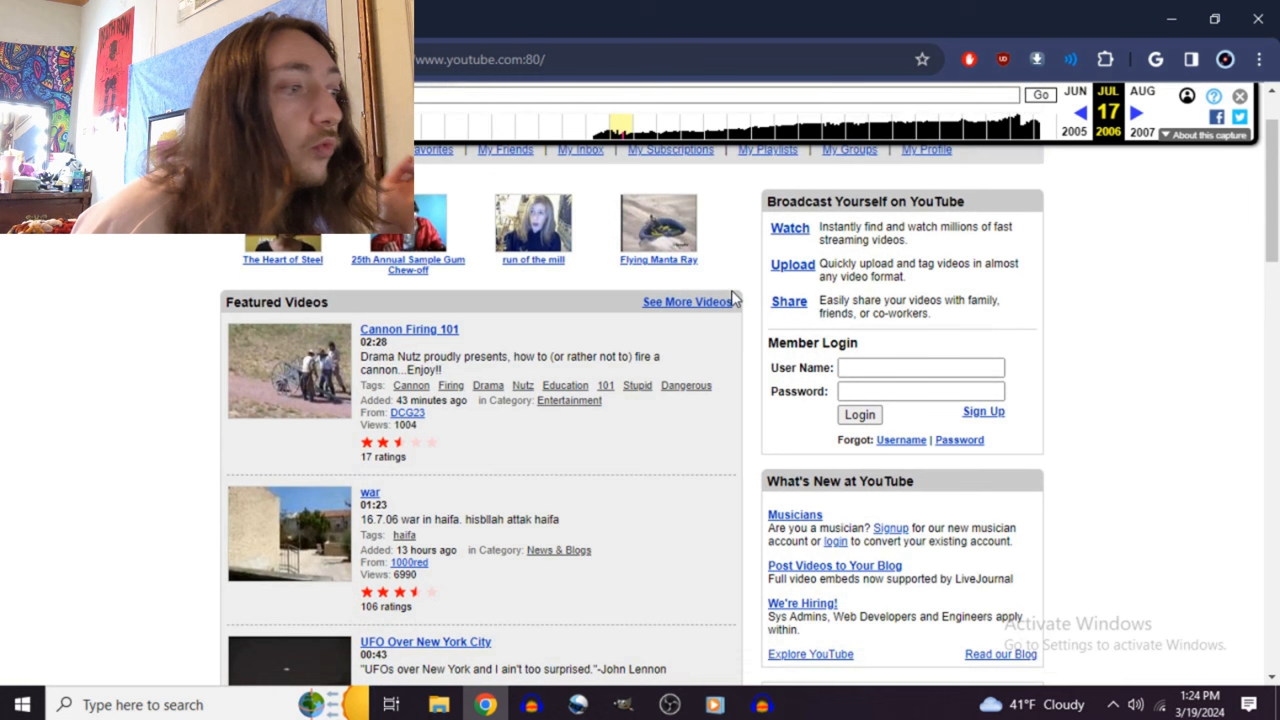 www.youtube.com:80/
Go
JUN
JUL
AUG
17
2005
2006
2007
About this capture
My Friends | My Inbox | My Subscriptions | My Playlists | My Groups | My Profile
The Heart of Steel
25th Annual Sample Gum
Chew-off
run of the mill
Flying Manta Ray
Featured Videos
See More Videos
Cannon Firing 101
02:28
Drama Nutz proudly presents, how to (or rather not to) fire a
cannon...Enjoy!!
Tags: Cannon Firing Drama Nutz Education 101 Stupid Dangerous
Added: 43 minutes ago in Category: Entertainment
From: DCG23
Views: 1004
17 ratings
war
01:23
16.7.06 war in haifa. hisbllah attak haifa
Tags: haifa
Added: 13 hours ago in Category: News & Blogs
From: 1000red
Views: 6990
106 ratings
UFO Over New York City
00:43
"UFOs over New York and I ain't too surprised."-John Lennon
Broadcast Yourself on YouTube
Watch Instantly find and watch millions of fast
streaming videos.
Upload Quickly upload and tag videos in almost
any video format.
Share Easily share your videos with family,
friends, or co-workers.
Member Login
User Name:
Password:
Login
Sign Up
Forgot: Username | Password
What's New at YouTube
Musicians
Are you a musician? Signup for our new musician
account or login to convert your existing account.
Post Videos to Your Blog
Full video embeds now supported by LiveJournal
We're Hiring!
Sys Admins, Web Developers and Engineers apply
within.
Explore YouTube
Read our Blog
Activate Windows
Go to Settings to activate Windows.
Type here to search
41°F Cloudy
1:24 PM
3/19/2024